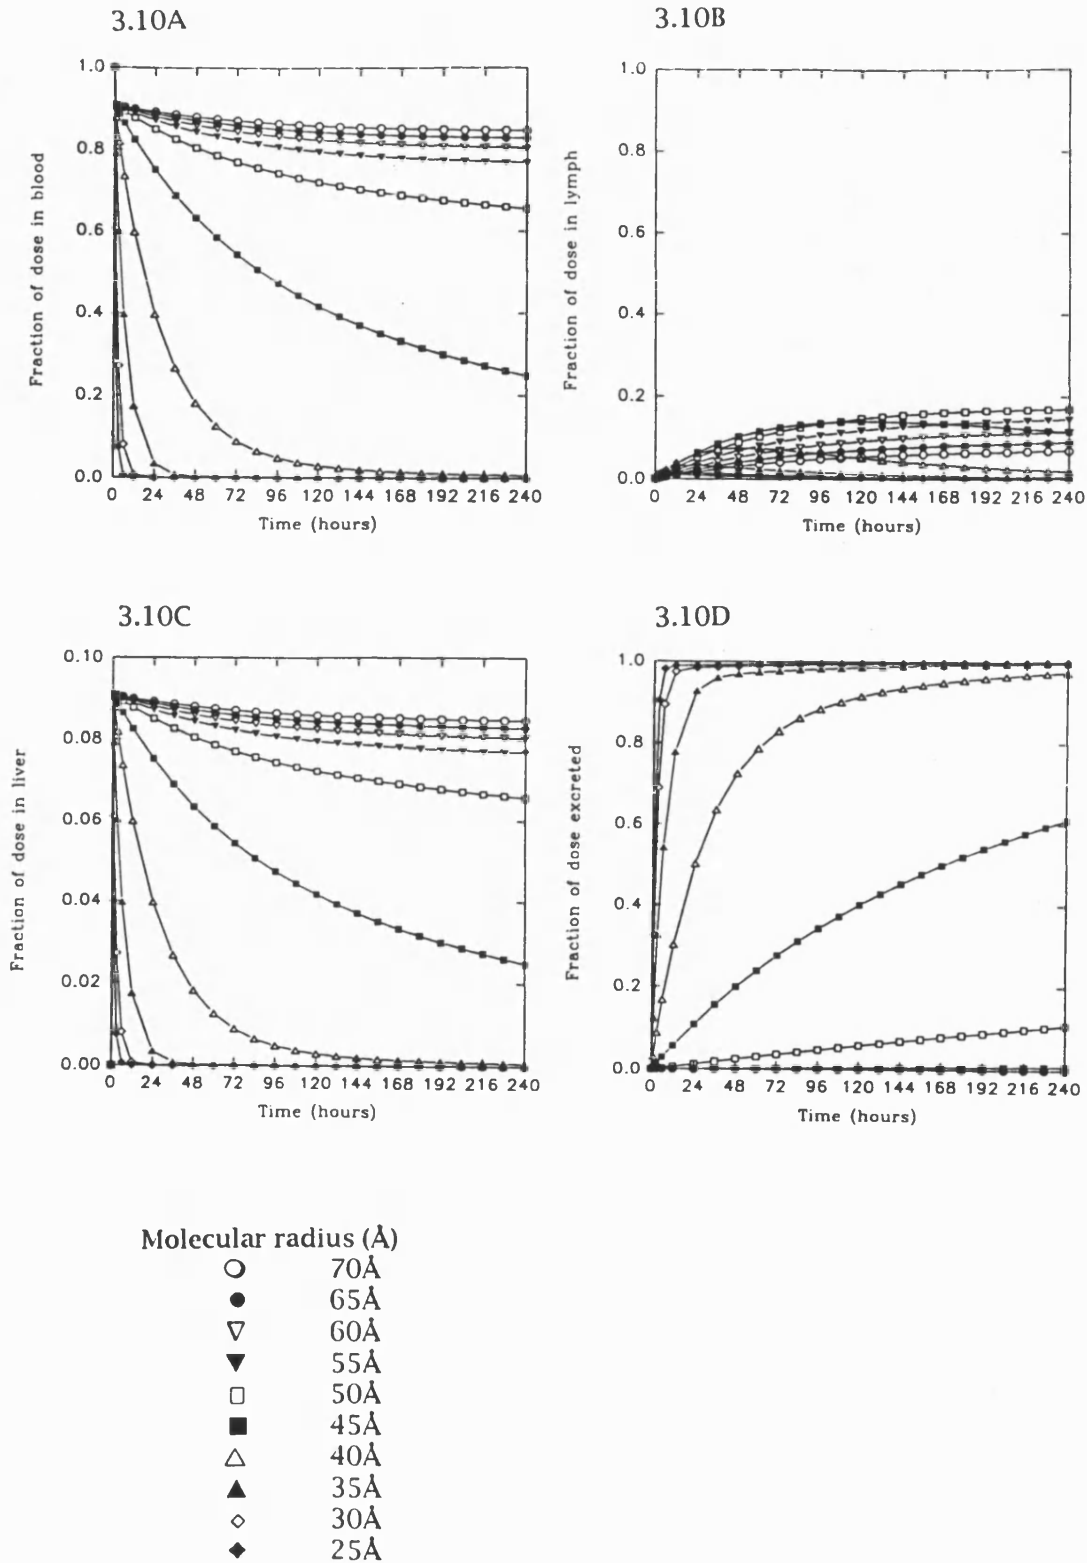 3.10A
1.0
0.8
0.6
0.4
0.2
0.0
Fraction of dose in blood
0 24 48 72 96 120 144 168 192 216 240
Time (hours)
3.10B
1.0
0.8
0.6
0.4
0.2
0.0
Fraction of dose in lymph
0 24 48 72 96 120 144 168 192 216 240
Time (hours)
3.10C
0.10
0.08
0.06
0.04
0.02
0.00
Fraction of dose in liver
0 24 48 72 96 120 144 168 192 216 240
Time (hours)
3.10D
1.0
0.8
0.6
0.4
0.2
0.0
Fraction of dose excreted
0 24 48 72 96 120 144 168 192 216 240
Time (hours)
Molecular radius (Å)
70Å
65Å
60Å
55Å
50Å
45Å
40Å
35Å
30Å
25Å